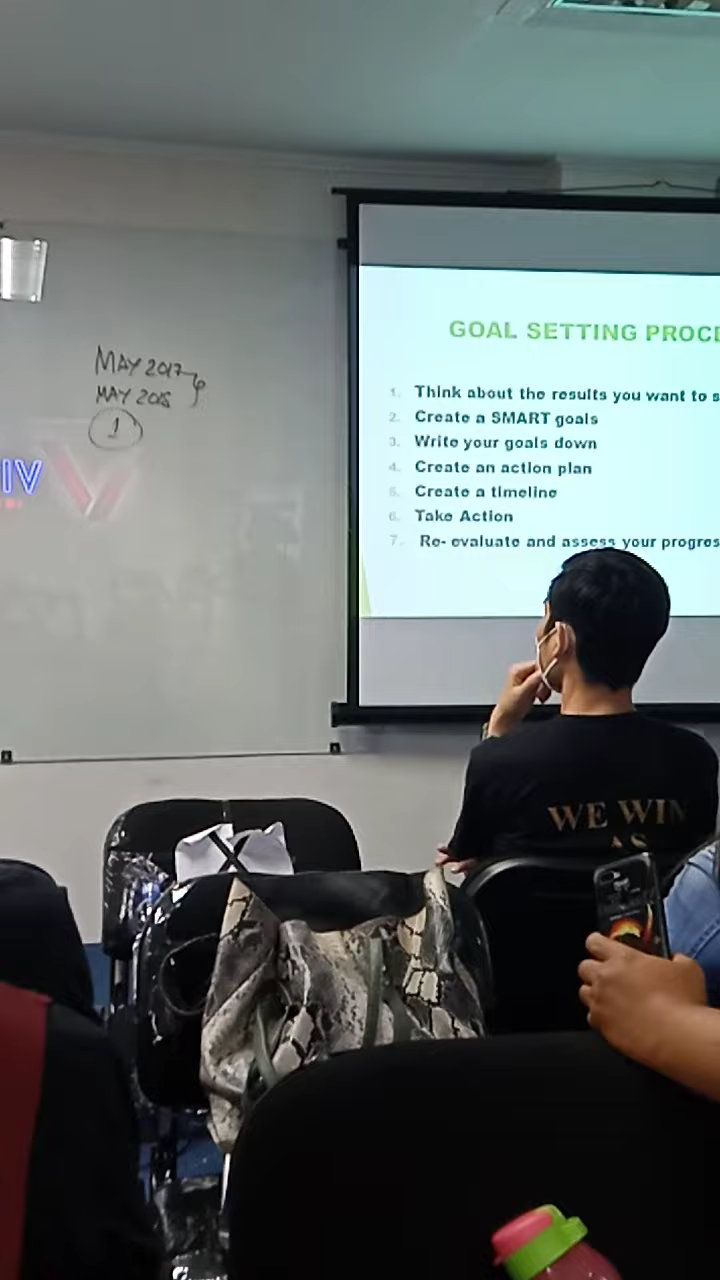 MAY 2017
MAY 2018
1
IV
GOAL SETTING
1. Think about the results you want to
2. Create a SMART goals
3. Write your goals down
4. Create an action plan
5. Create a timeline
6. Take Action
7. Re- evaluate and assess your
WE WIN
AS